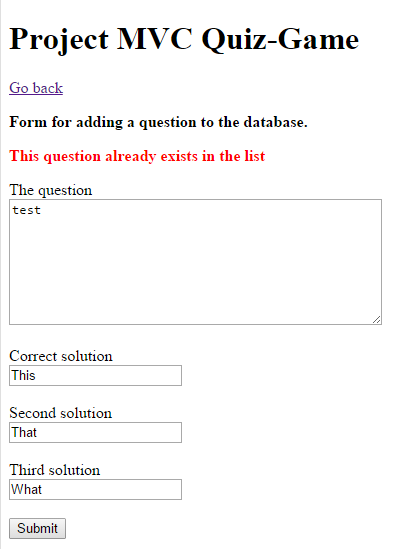 Project MVC Quiz-Game
Go back
Form for adding a question to the database.
This question already exists in the list
The question
test
Correct solution
This
Second solution
That
Third solution
What
Submit